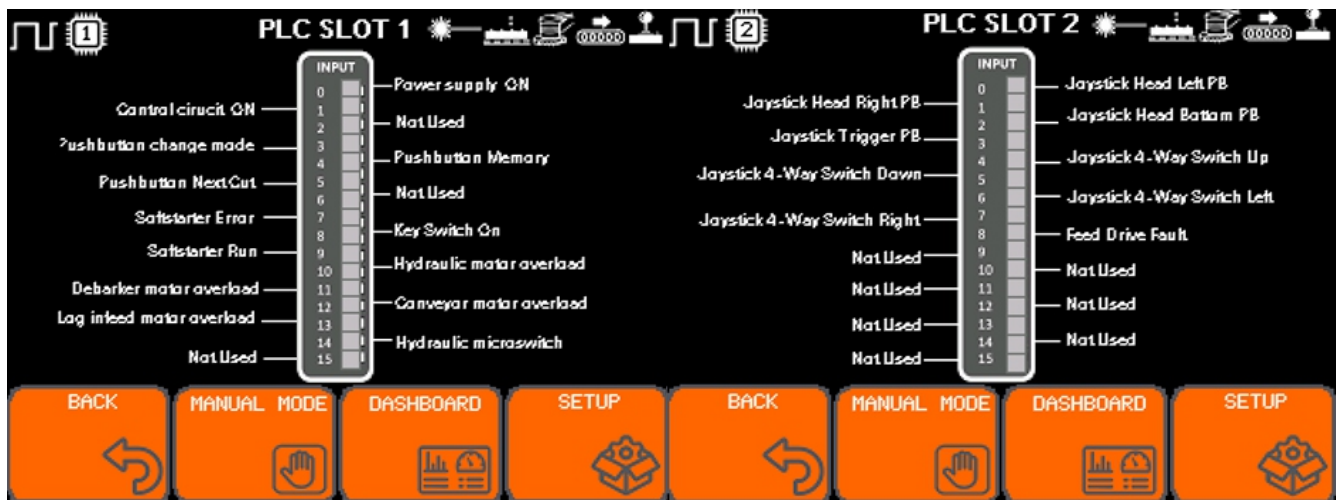 1
PLC SLOT 1
INPUT
0 Power supply ON
Control cirucit ON 1
2 Not Used
Pushbutton change mode 3
4 Pushbutton Memory
Pushbutton Next Cut 5
6 Not Used
Softstarter Error 7
8 Key Switch On
Softstarter Run 9
10 Hydraulic motor overload
Debarker motor overload 11
12 Conveyor motor overload
Log infeed motor overload 13
14 Hydraulic microswitch
Not Used 15
BACK
MANUAL MODE
DASHBOARD
SETUP
2
PLC SLOT 2
INPUT
0 Joystick Head Left PB
Joystick Head Right PB 1
2 Joystick Head Bottom PB
Joystick Trigger PB 3
4 Joystick 4-Way Switch Up
Joystick 4-Way Switch Down 5
6 Joystick 4-Way Switch Left
Joystick 4-Way Switch Right 7
8 Feed Drive Fault
Not Used 9
10 Not Used
Not Used 11
12 Not Used
Not Used 13
14 Not Used
Not Used 15
BACK
MANUAL MODE
DASHBOARD
SETUP